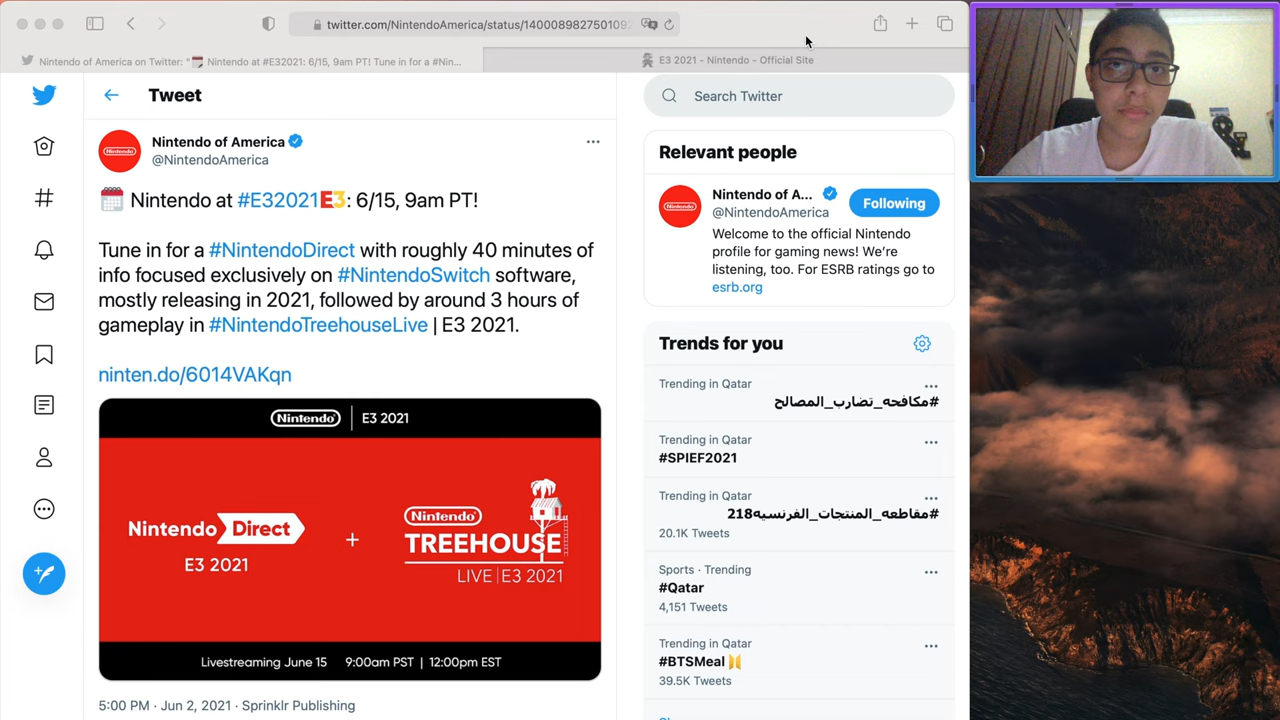 twitter.com/NintendoAmerica/status/1400089827501092
Nintendo of America on Twitter: "🗓️ Nintendo at #E32021: 6/15, 9am PT! Tune in for a #Nin...
E3 2021 - Nintendo - Official Site
Tweet
Nintendo of America
@NintendoAmerica
🗓️ Nintendo at #E32021E3: 6/15, 9am PT!
Tune in for a #NintendoDirect with roughly 40 minutes of
info focused exclusively on #NintendoSwitch software,
mostly releasing in 2021, followed by around 3 hours of
gameplay in #NintendoTreehouseLive | E3 2021.
ninten.do/6014VAKqn
Nintendo | E3 2021
Nintendo Direct
E3 2021
+
Nintendo
TREEHOUSE
LIVE | E3 2021
Livestreaming June 15 9:00am PST | 12:00pm EST
5:00 PM · Jun 2, 2021 · Sprinklr Publishing
Search Twitter
Relevant people
Nintendo of A...
@NintendoAmerica
Following
Welcome to the official Nintendo
profile for gaming news! We're
listening, too. For ESRB ratings go to
esrb.org
Trends for you
Trending in Qatar
#مكافحه_تضارب_المصالح
Trending in Qatar
#SPIEF2021
Trending in Qatar
#مقاطعه_المنتجات_الفرنسيه218
20.1K Tweets
Sports · Trending
#Qatar
4,151 Tweets
Trending in Qatar
#BTSMeal
39.5K Tweets